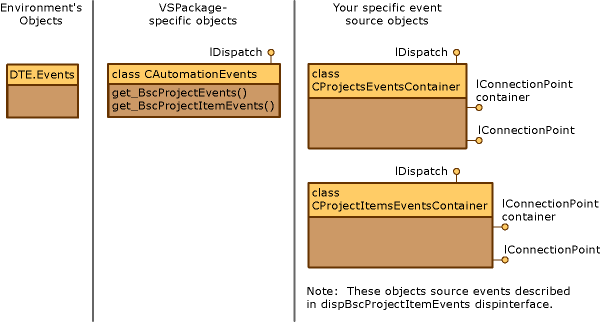 Environment's
Objects
VSPackage-
specific objects
Your specific event
source objects
DTE.Events
IDispatch
class CAutomationEvents
get_BscProjectEvents()
get_BscProjectItemEvents()
IDispatch
class
CProjectsEventsContainer
IConnectionPoint
container
IConnectionPoint
IDispatch
class
CProjectItemsEventsContainer
IConnectionPoint
container
IConnectionPoint
Note: These objects source events described
in dispBscProjectItemEvents dispinterface.